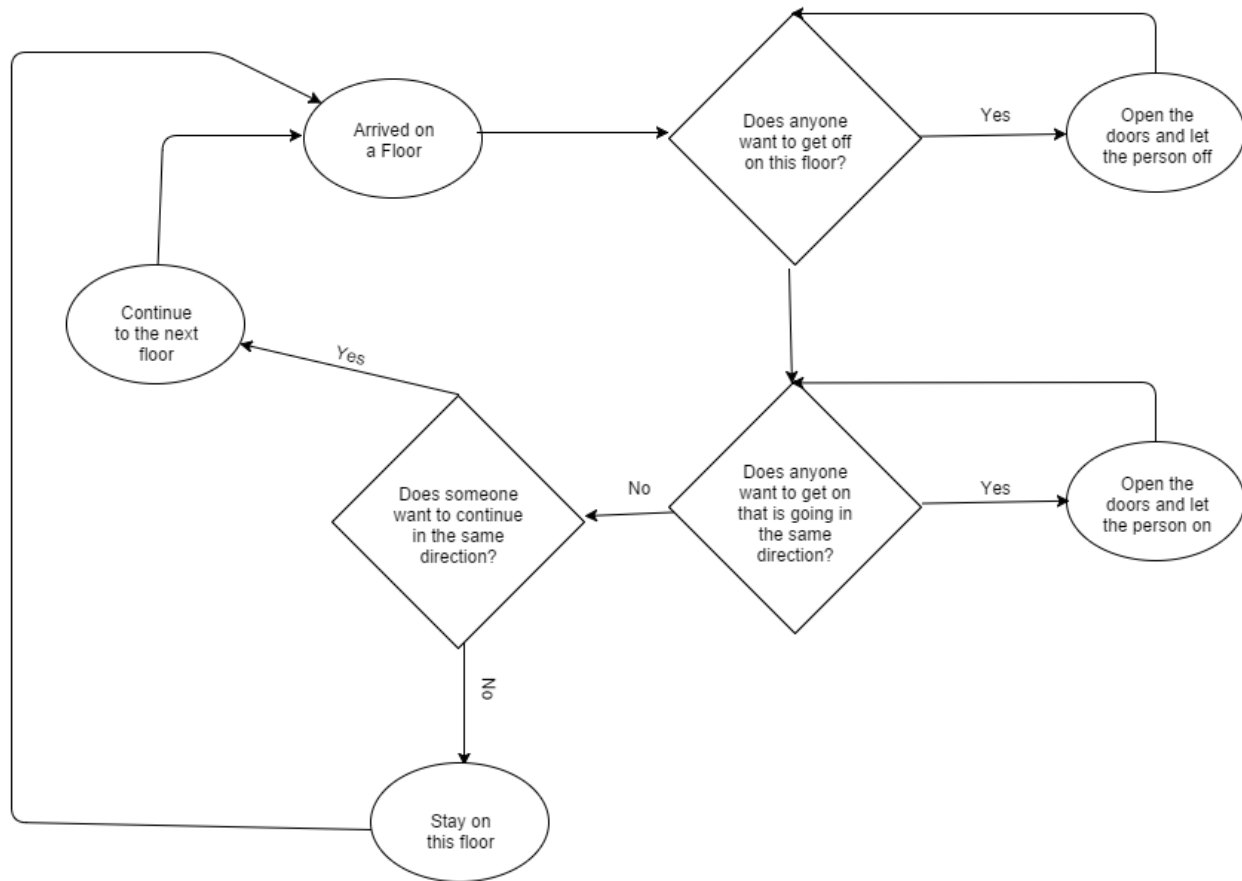 Arrived on
a Floor
Does anyone
want to get off
on this floor?
Yes
Open the
doors and let
the person off
Continue
to the next
floor
Yes
Does someone
want to continue
in the same
direction?
No
Does anyone
want to get on
that is going in
the same
direction?
Yes
Open the
doors and let
the person on
No
Stay on
this floor